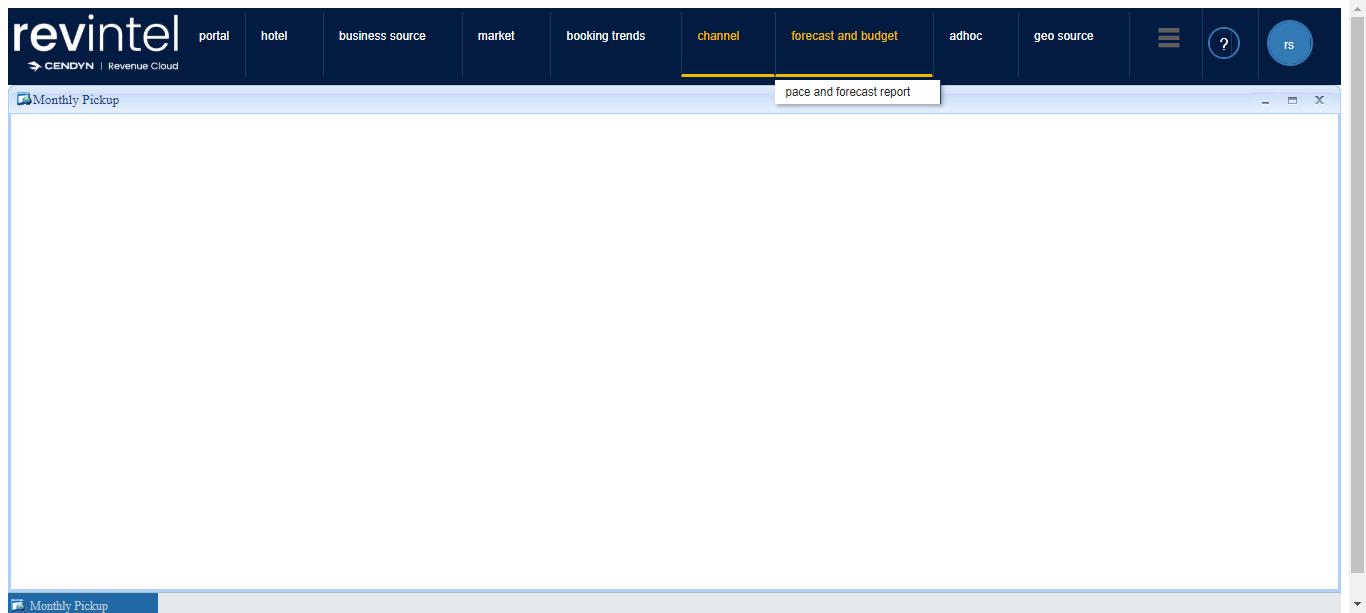 revintel
CENDYN | Revenue Cloud
portal hotel business source market booking trends channel forecast and budget adhoc geo source ? rs
pace and forecast report
Monthly Pickup
Monthly Pickup